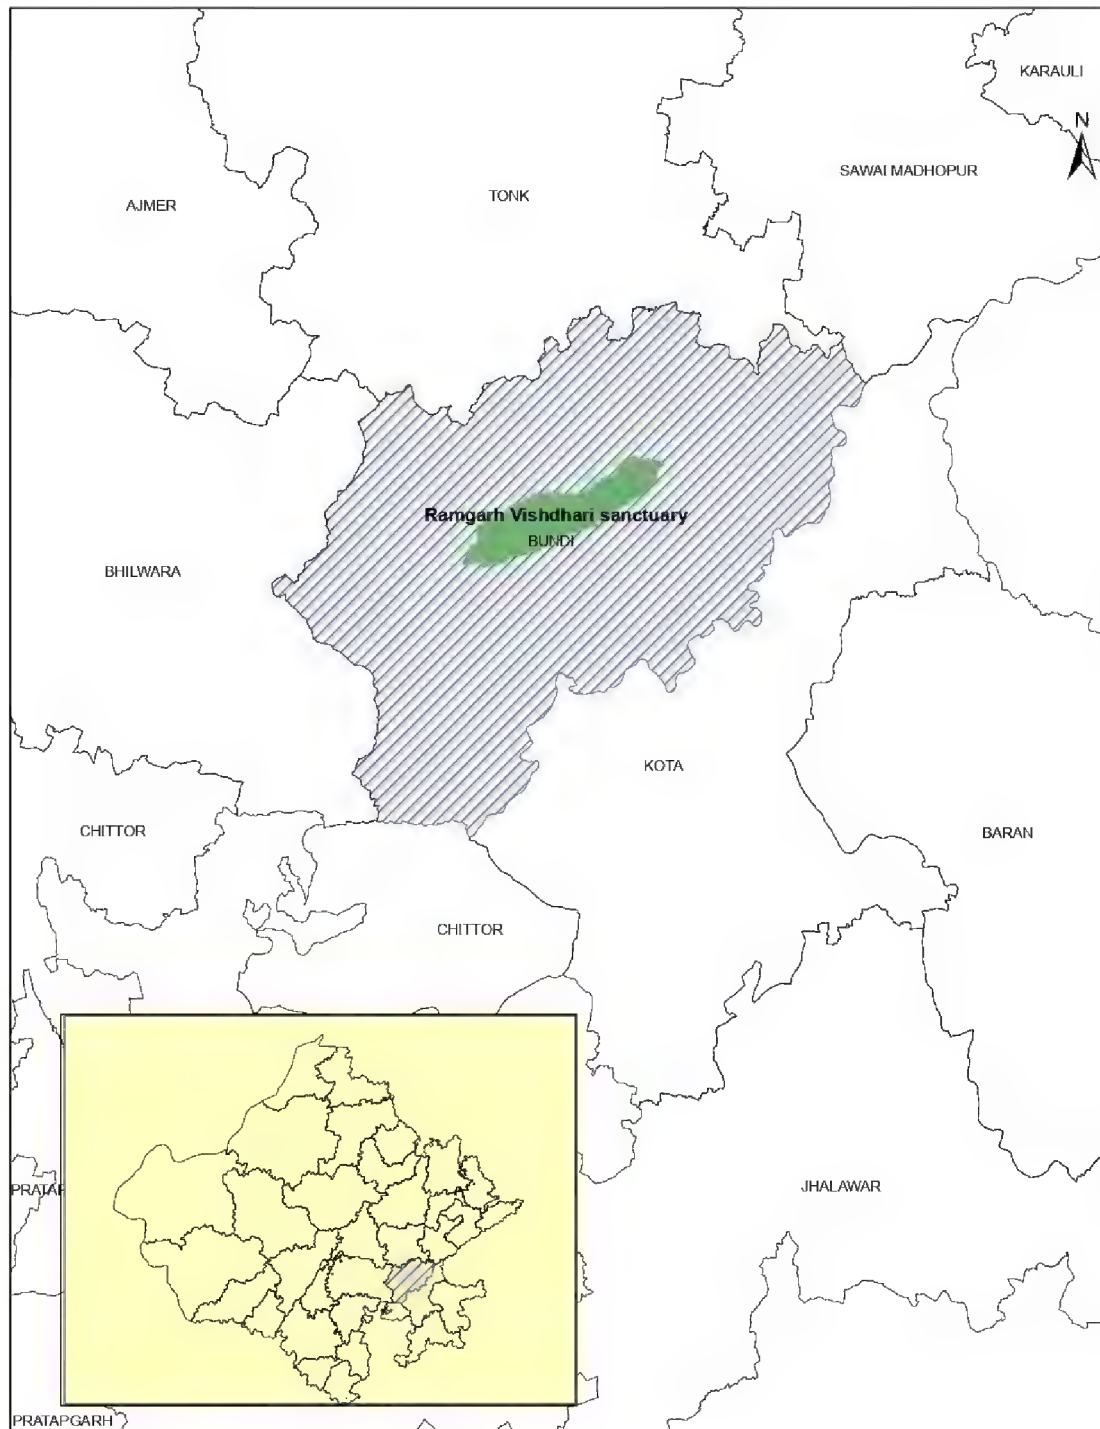 KARAULI
N
SAWAI MADHOPUR
TONK
AJMER
Ramgarh Vishdhari sanctuary
BUNDI
BHILWARA
KOTA
CHITTOR
BARAN
CHITTOR
JHALAWAR
PRATAP
PRATAPGARH